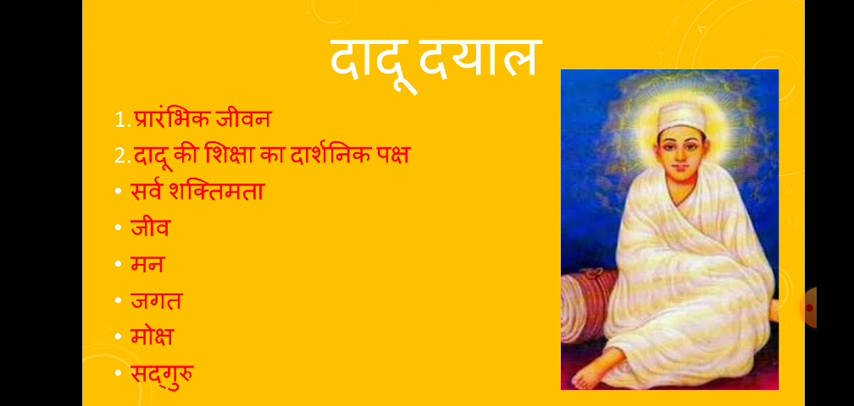 दादू दयाल
1. प्रारंभिक जीवन
2. दादू की शिक्षा का दार्शनिक पक्ष
• सर्व शक्तिमता
• जीव
• मन
• जगत
• मोक्ष
• सद्गुरु